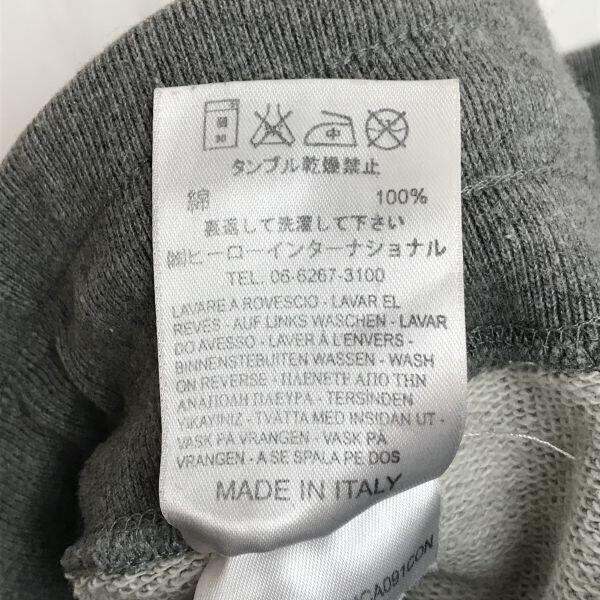 弱
30
中
タンブル乾燥禁止
綿 100%
裏返して洗濯して下さい
㈱ヒーローインターナショナル
TEL. 06-6267-3100
LAVARE A ROVESCIO - LAVAR EL
REVES - AUF LINKS WASCHEN - LAVAR
DO AVESSO - LAVER À L'ENVERS -
BINNENSTEBUITEN WASSEN - WASH
ON REVERSE - ΠΛΕΝΕΤΕ ΑΠΟ ΤΗΝ
ΑΝΑΠΟΔΗ ΠΛΕΥΡΑ - TERSINDEN
YIKAYINIZ - TVÄTTA MED INSIDAN UT -
VASK PÅ VRANGEN - VASK PÅ
VRANGEN - A SE SPALA PE DOS
MADE IN ITALY
CA091CON